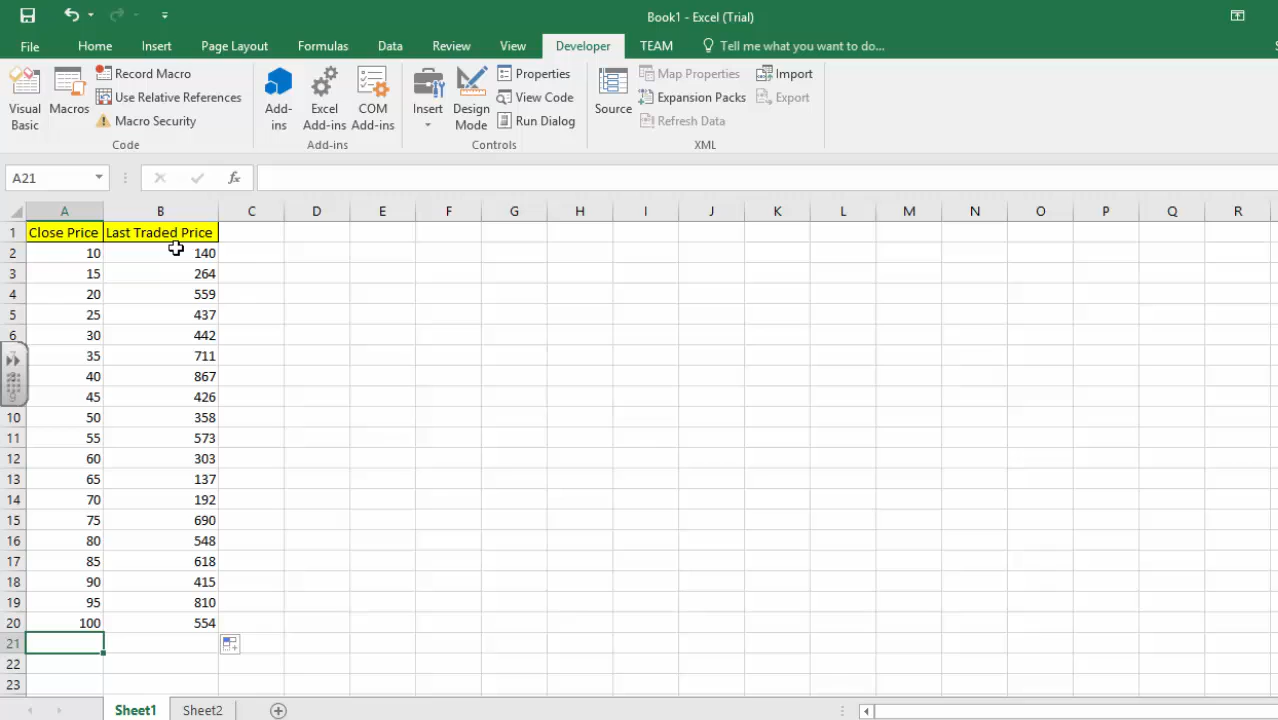 Book1 - Excel (Trial)
File Home Insert Page Layout Formulas Data Review View Developer TEAM Tell me what you want to do...
Visual Basic
Macros
Record Macro
Use Relative References
Macro Security
Code
Add-ins
Excel Add-ins
COM Add-ins
Add-ins
Insert
Design Mode
Properties
View Code
Run Dialog
Controls
Source
Map Properties
Expansion Packs
Refresh Data
Import
Export
XML
A21
fx
A B C D E F G H I J K L M N O P Q R
1 Close Price Last Traded Price
2 10 140
3 15 264
4 20 559
5 25 437
6 30 442
35 711
40 867
45 426
10 50 358
11 55 573
12 60 303
13 65 137
14 70 192
15 75 690
16 80 548
17 85 618
18 90 415
19 95 810
20 100 554
21
22
23
Sheet1 Sheet2